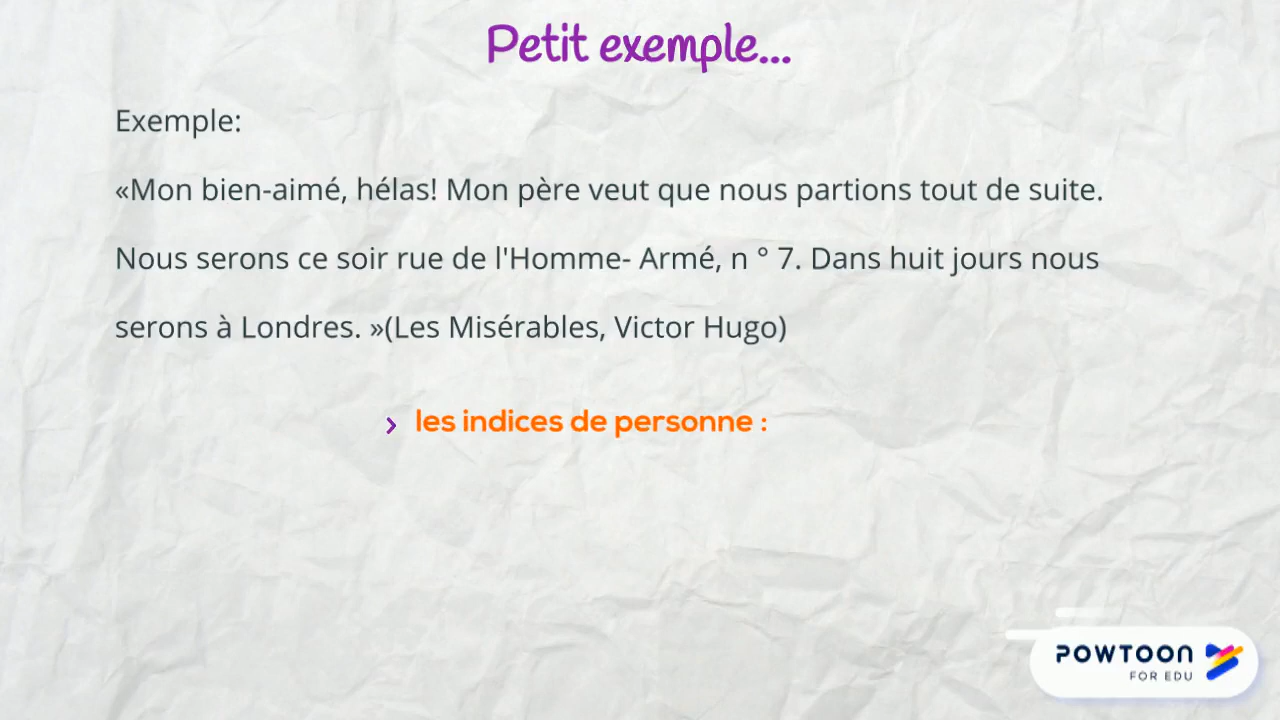 Petit exemple...
Exemple:
«Mon bien-aimé, hélas! Mon père veut que nous partions tout de suite.
Nous serons ce soir rue de l'Homme- Armé, n ° 7. Dans huit jours nous
serons à Londres. »(Les Misérables, Victor Hugo)
› les indices de personne :
POWTOON
FOR EDU